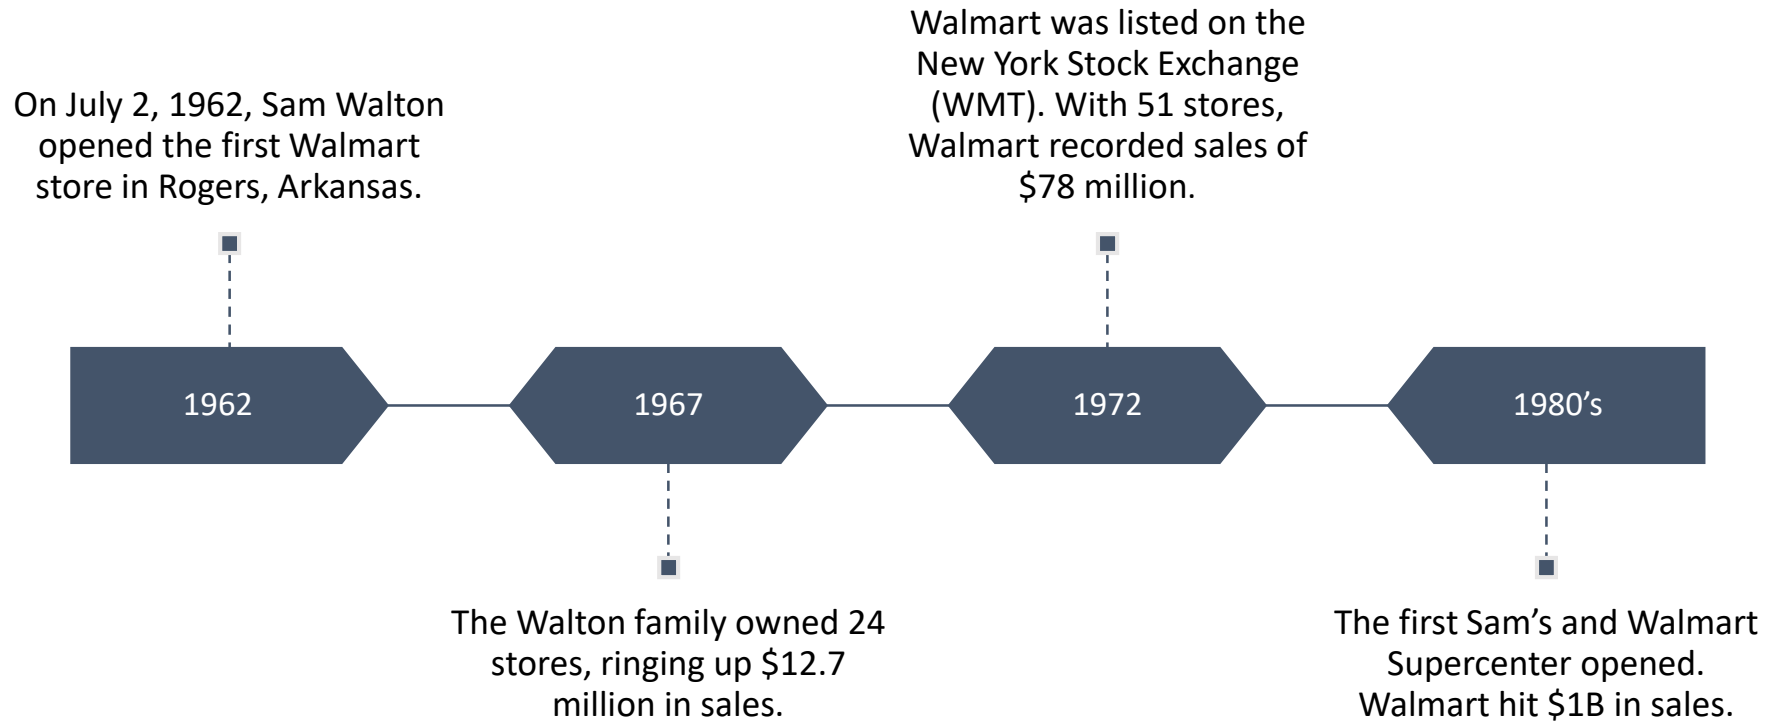 On July 2, 1962, Sam Walton
opened the first Walmart
store in Rogers, Arkansas.
Walmart was listed on the
New York Stock Exchange
(WMT). With 51 stores,
Walmart recorded sales of
$78 million.
1962
1967
1972
1980’s
The Walton family owned 24
stores, ringing up $12.7
million in sales.
The first Sam’s and Walmart
Supercenter opened.
Walmart hit $1B in sales.